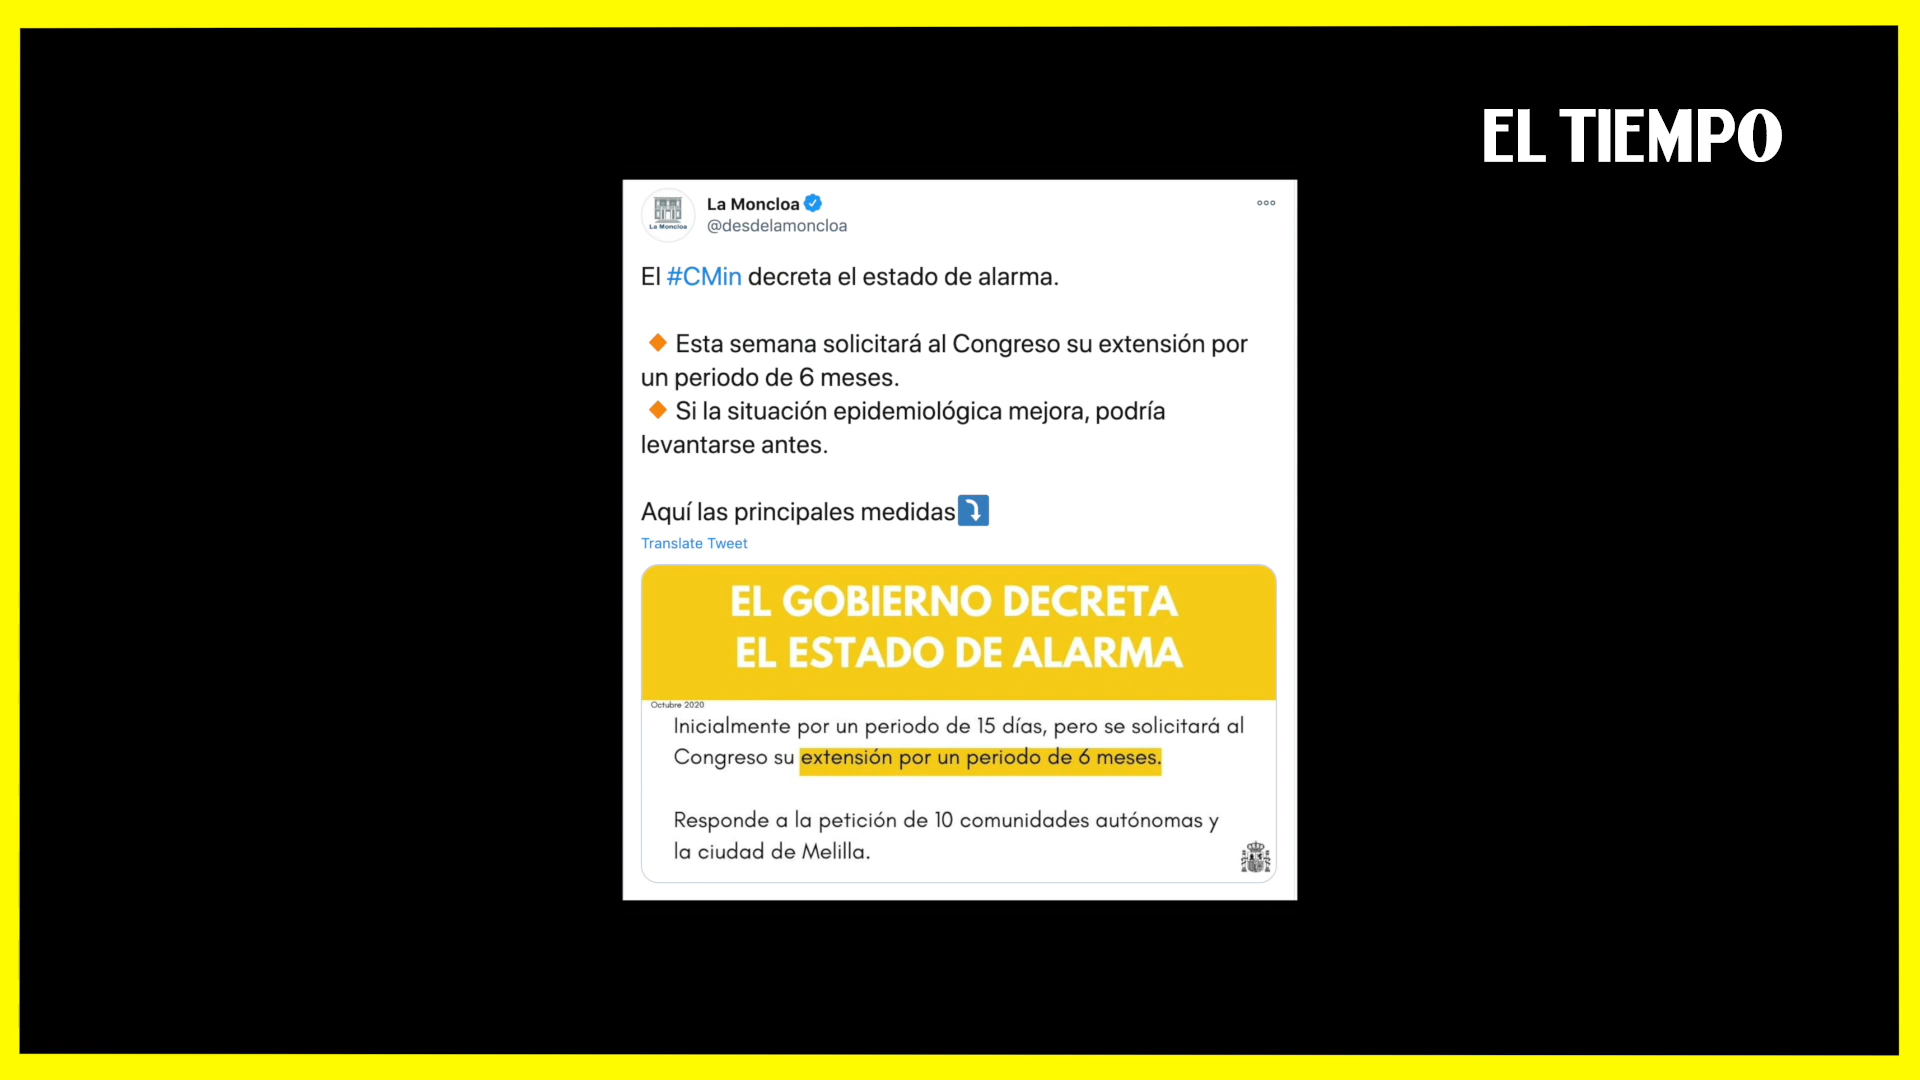 EL TIEMPO
La Moncloa
La Moncloa
@desdelamoncloa
El #CMin decreta el estado de alarma.
Esta semana solicitará al Congreso su extensión por
un periodo de 6 meses.
Si la situación epidemiológica mejora, podría
levantarse antes.
Aquí las principales medidas
Translate Tweet
EL GOBIERNO DECRETA
EL ESTADO DE ALARMA
Octubre 2020
Inicialmente por un periodo de 15 días, pero se solicitará al
Congreso su extensión por un periodo de 6 meses.
Responde a la petición de 10 comunidades autónomas y
la ciudad de Melilla.